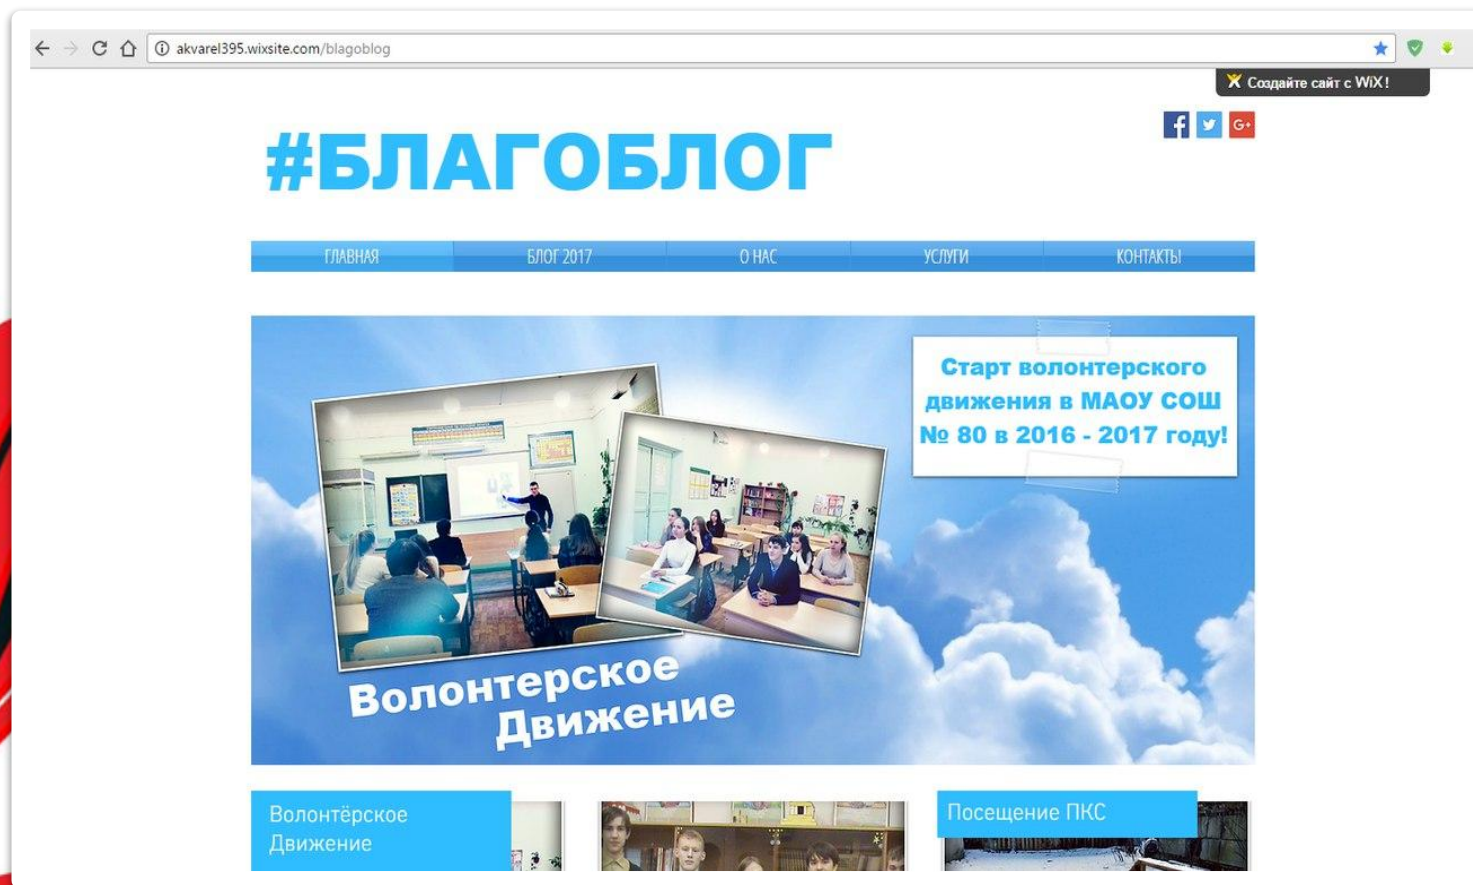 akvarel395.wixsite.com/blagoblog
Создайте сайт с WiX!
#БЛАГОБЛОГ
ГЛАВНАЯ
БЛОГ 2017
О НАС
УСЛУГИ
КОНТАКТЫ
Старт волонтерского
движения в МАОУ СОШ
№ 80 в 2016 - 2017 году!
Волонтерское
Движение
Волонтёрское
Движение
Посещение ПКС